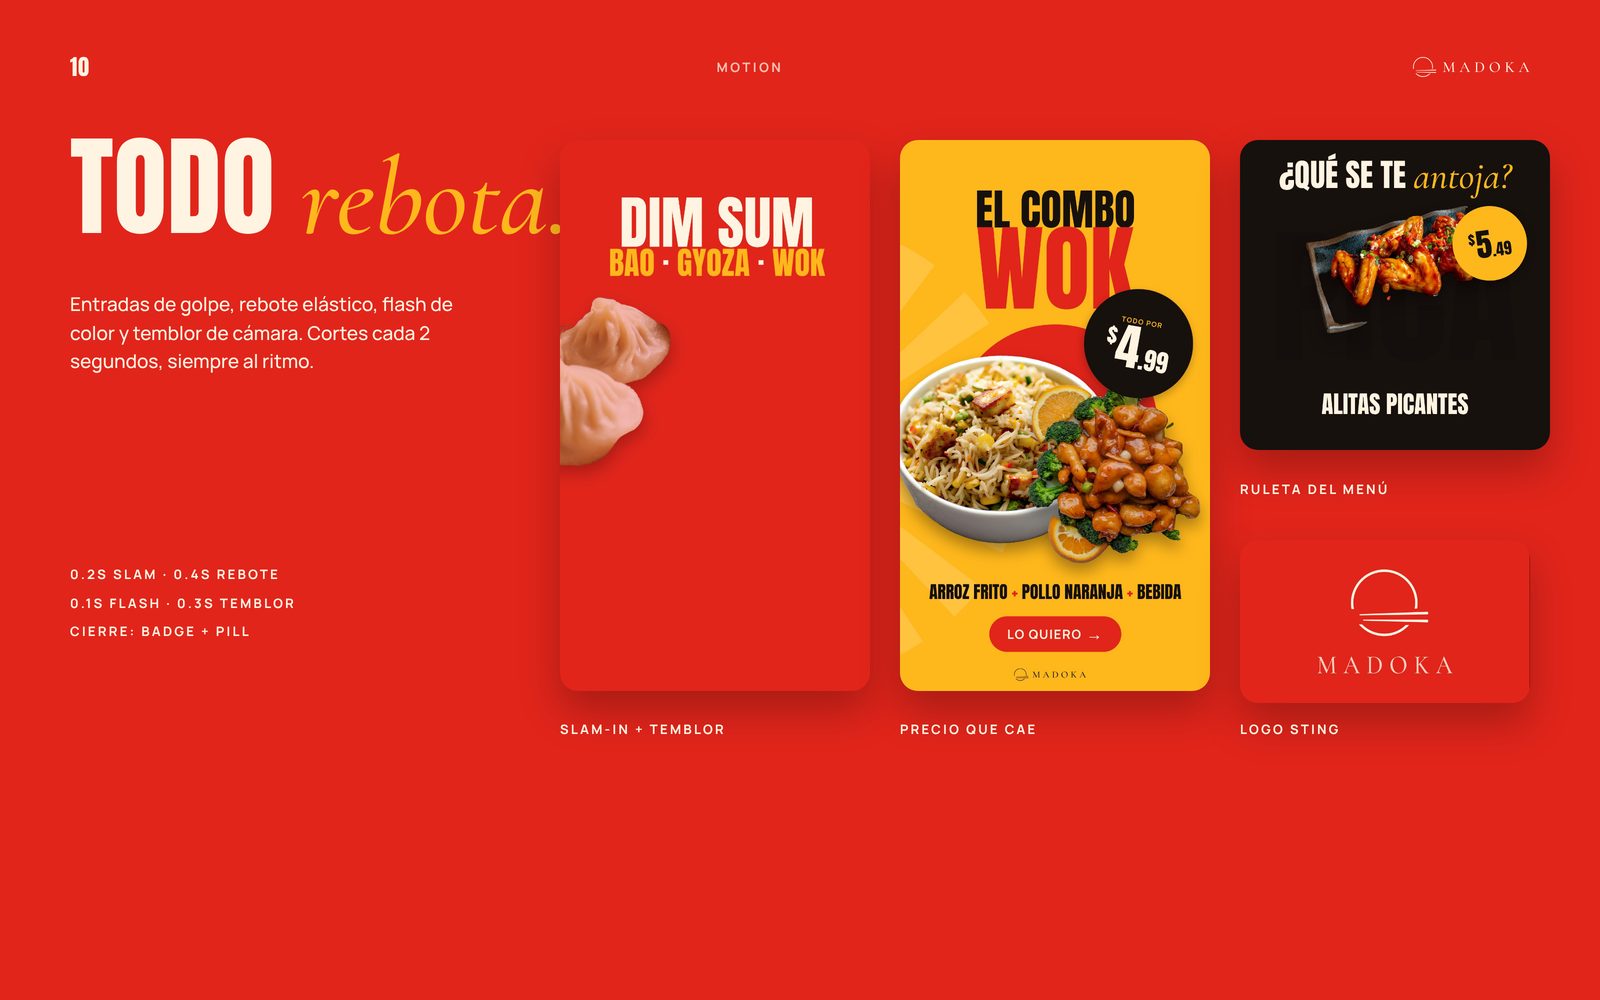 10
MOTION
MADOKA
TODO rebota.
Entradas de golpe, rebote elástico, flash de
color y temblor de cámara. Cortes cada 2
segundos, siempre al ritmo.
0.2S SLAM · 0.4S REBOTE
0.1S FLASH · 0.3S TEMBLOR
CIERRE: BADGE + PILL
DIM SUM
BAO · GYOZA · WOK
SLAM-IN + TEMBLOR
EL COMBO
WOK
TODO POR
$4.99
ARROZ FRITO + POLLO NARANJA + BEBIDA
LO QUIERO →
MADOKA
PRECIO QUE CAE
¿QUÉ SE TE antoja?
$5.49
ALITAS PICANTES
RULETA DEL MENÚ
MADOKA
LOGO STING